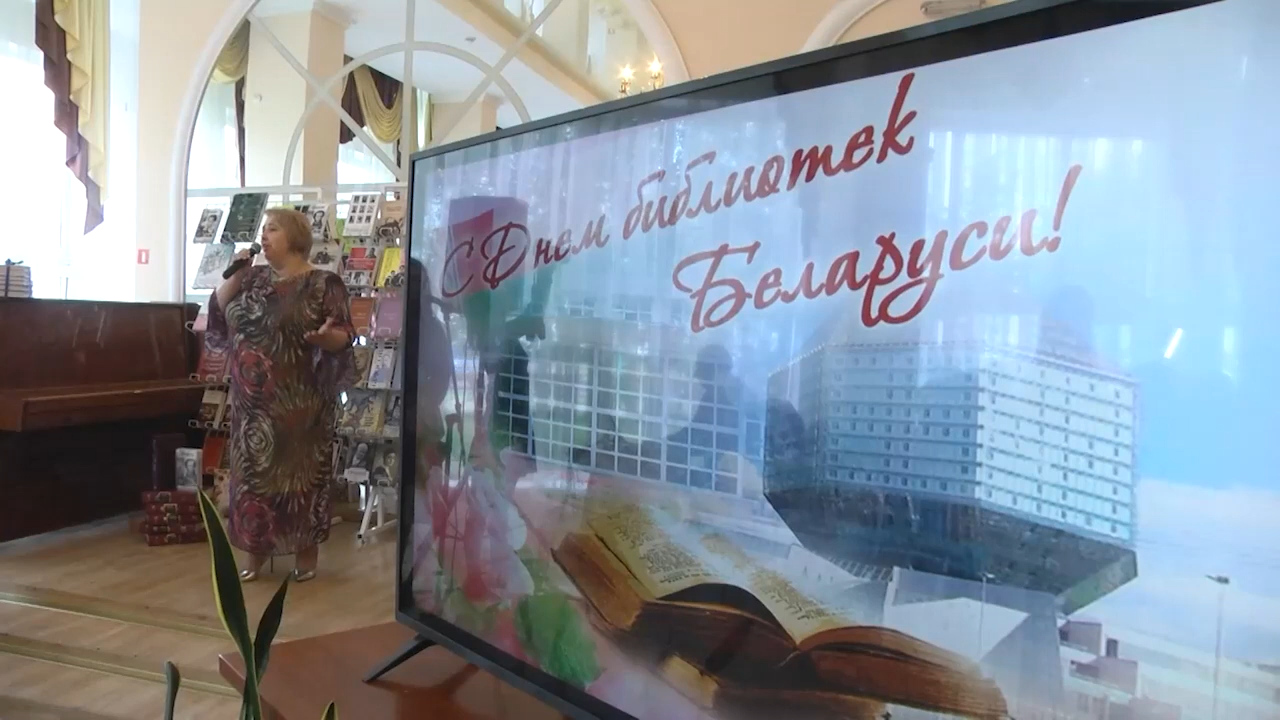 С Днем библиотек
Беларуси!